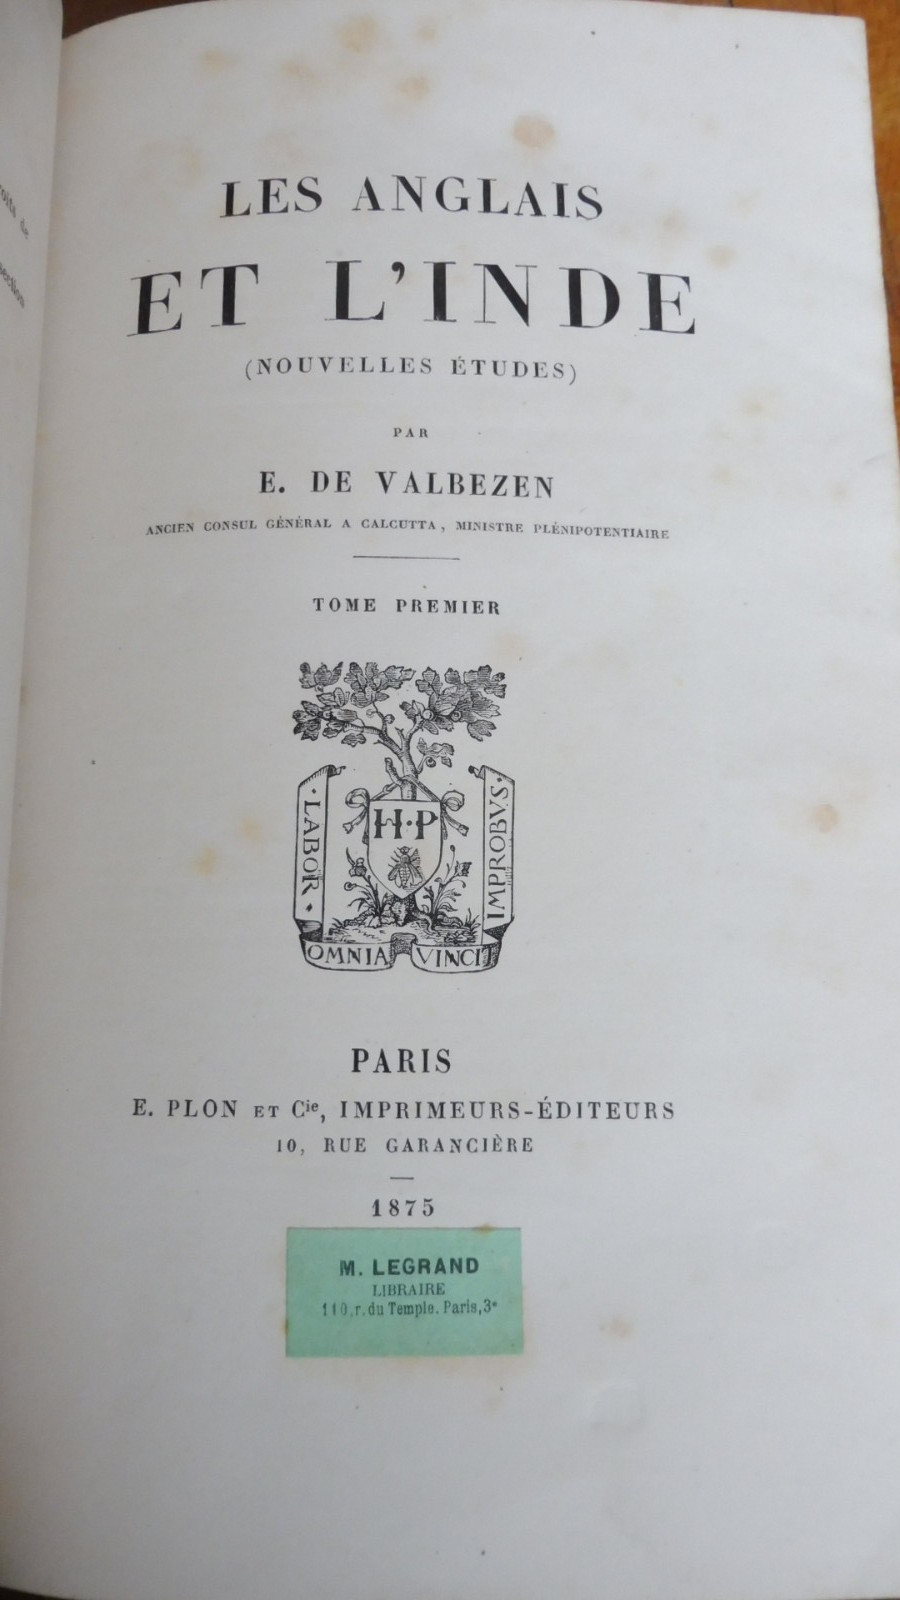 LES ANGLAIS
ET L'INDE
(NOUVELLES ÉTUDES)
PAR
E. DE VALBEZEN
ANCIEN CONSUL GÉNÉRAL A CALCUTTA, MINISTRE PLÉNIPOTENTIAIRE
TOME PREMIER
H·P
·LABOR·
IMPROBVS·
OMNIA VINCIT
PARIS
E. PLON ET Cie, IMPRIMEURS-ÉDITEURS
10, RUE GARANCIÈRE
1875
M. LEGRAND
LIBRAIRE
110, r. du Temple. Paris, 3e